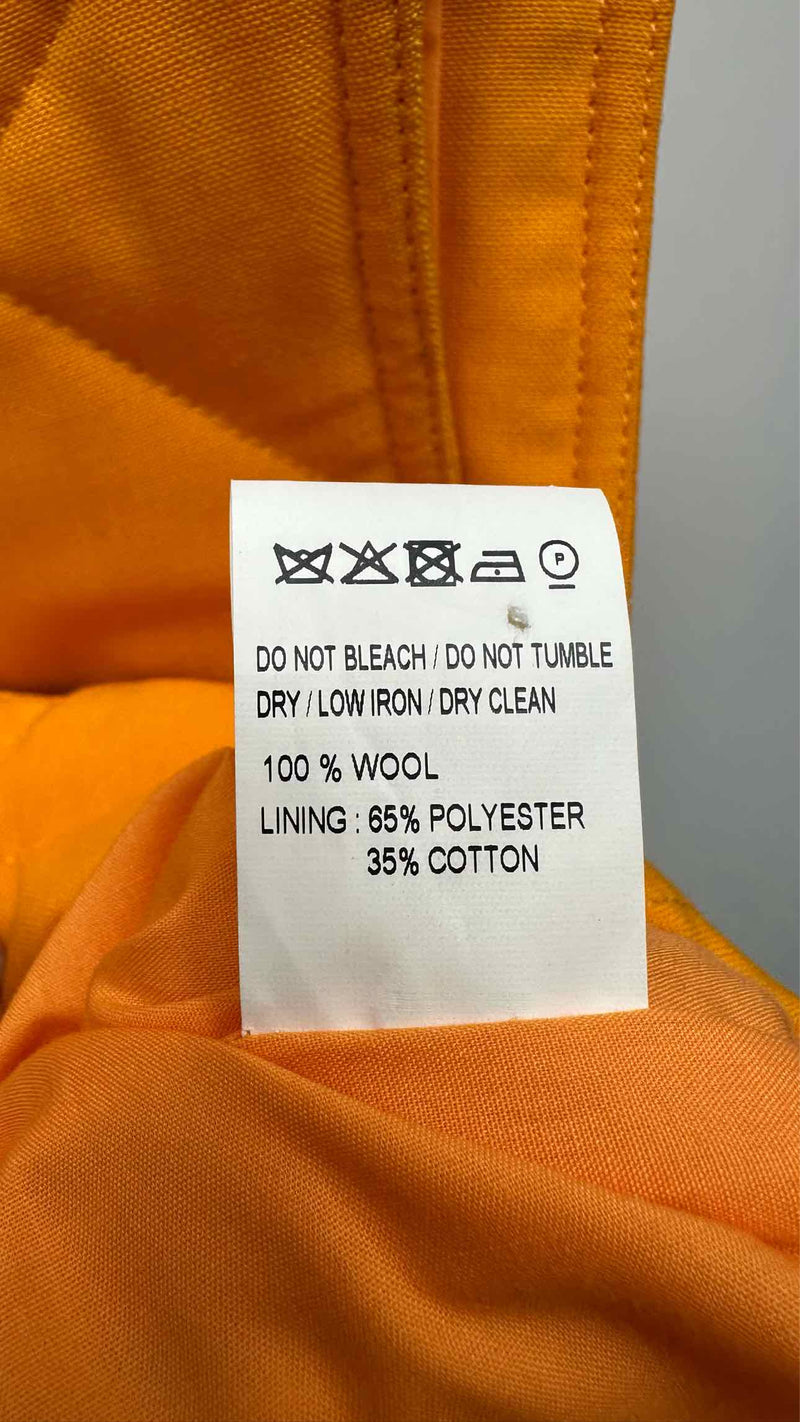 P
DO NOT BLEACH / DO NOT TUMBLE
DRY / LOW IRON / DRY CLEAN
100 % WOOL
LINING : 65% POLYESTER
35% COTTON